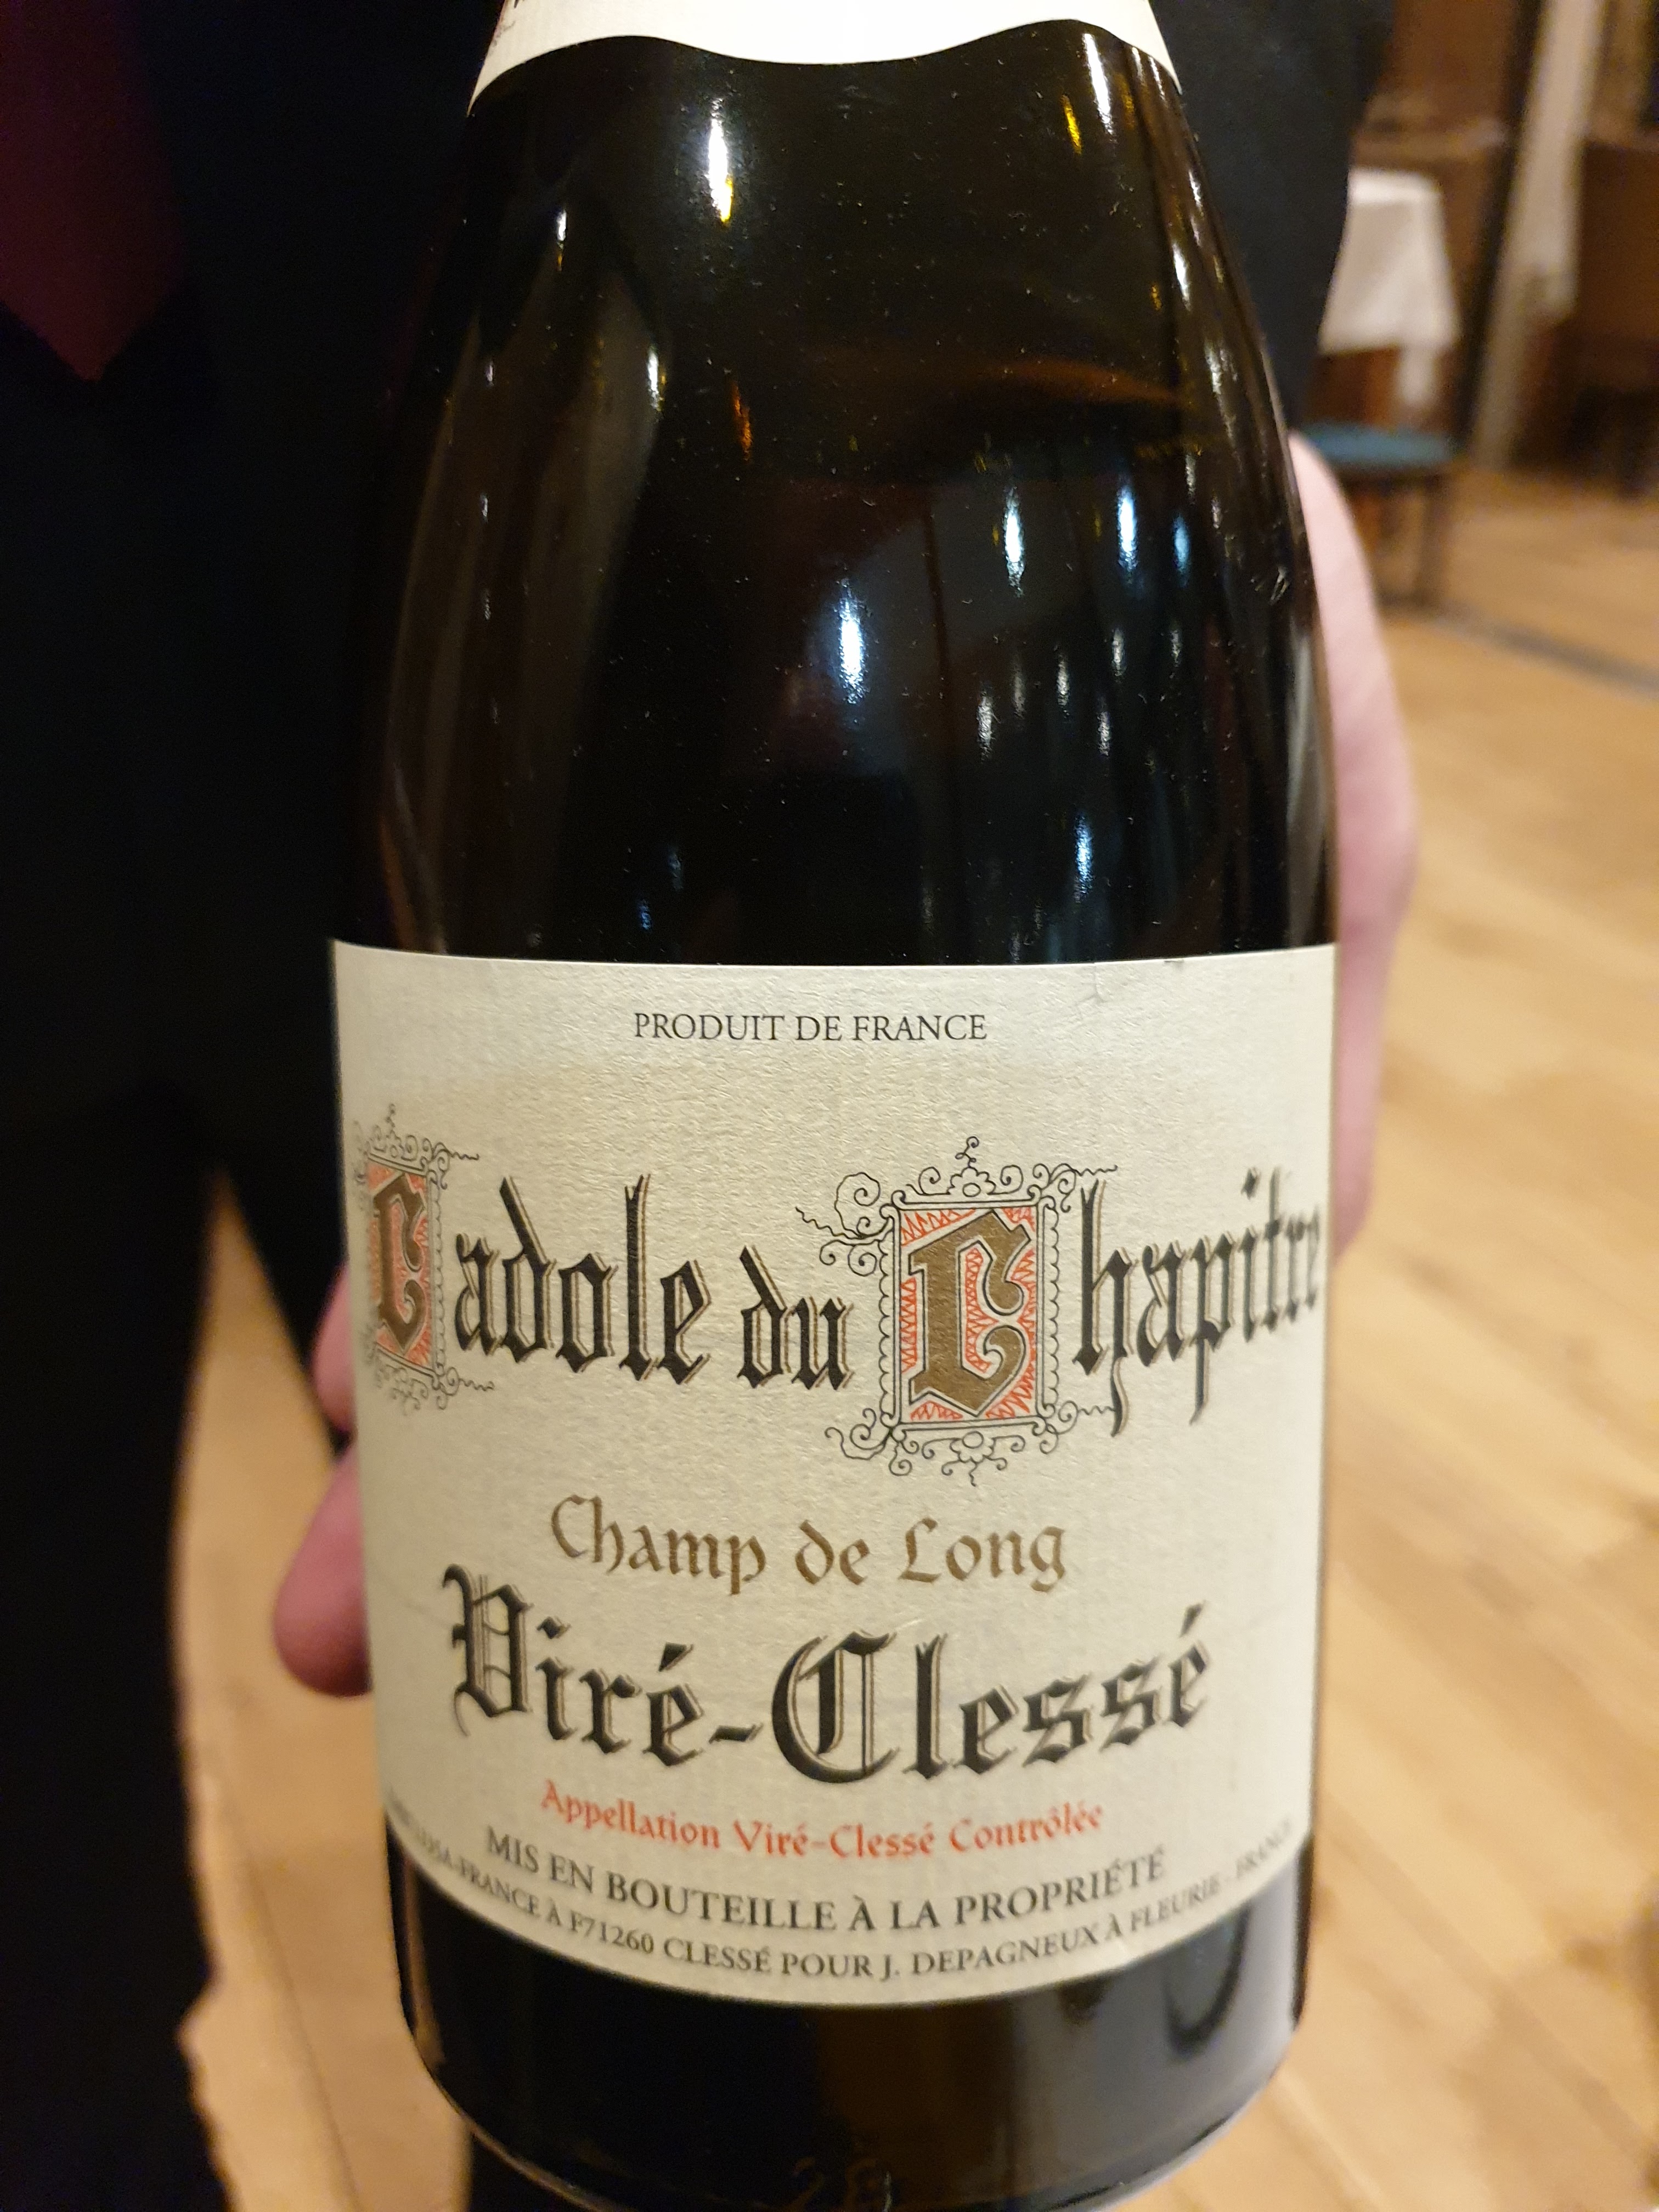 PRODUIT DE FRANCE
Cadole du Chapitre
Champ de Long
Viré-Clessé
Appellation Viré-Clessé Contrôlée
MIS EN BOUTEILLE À LA PROPRIÉTÉ
FRANCE À F71260 CLESSÉ POUR J. DEPAGNEUX À FLEURIE - FRANCE